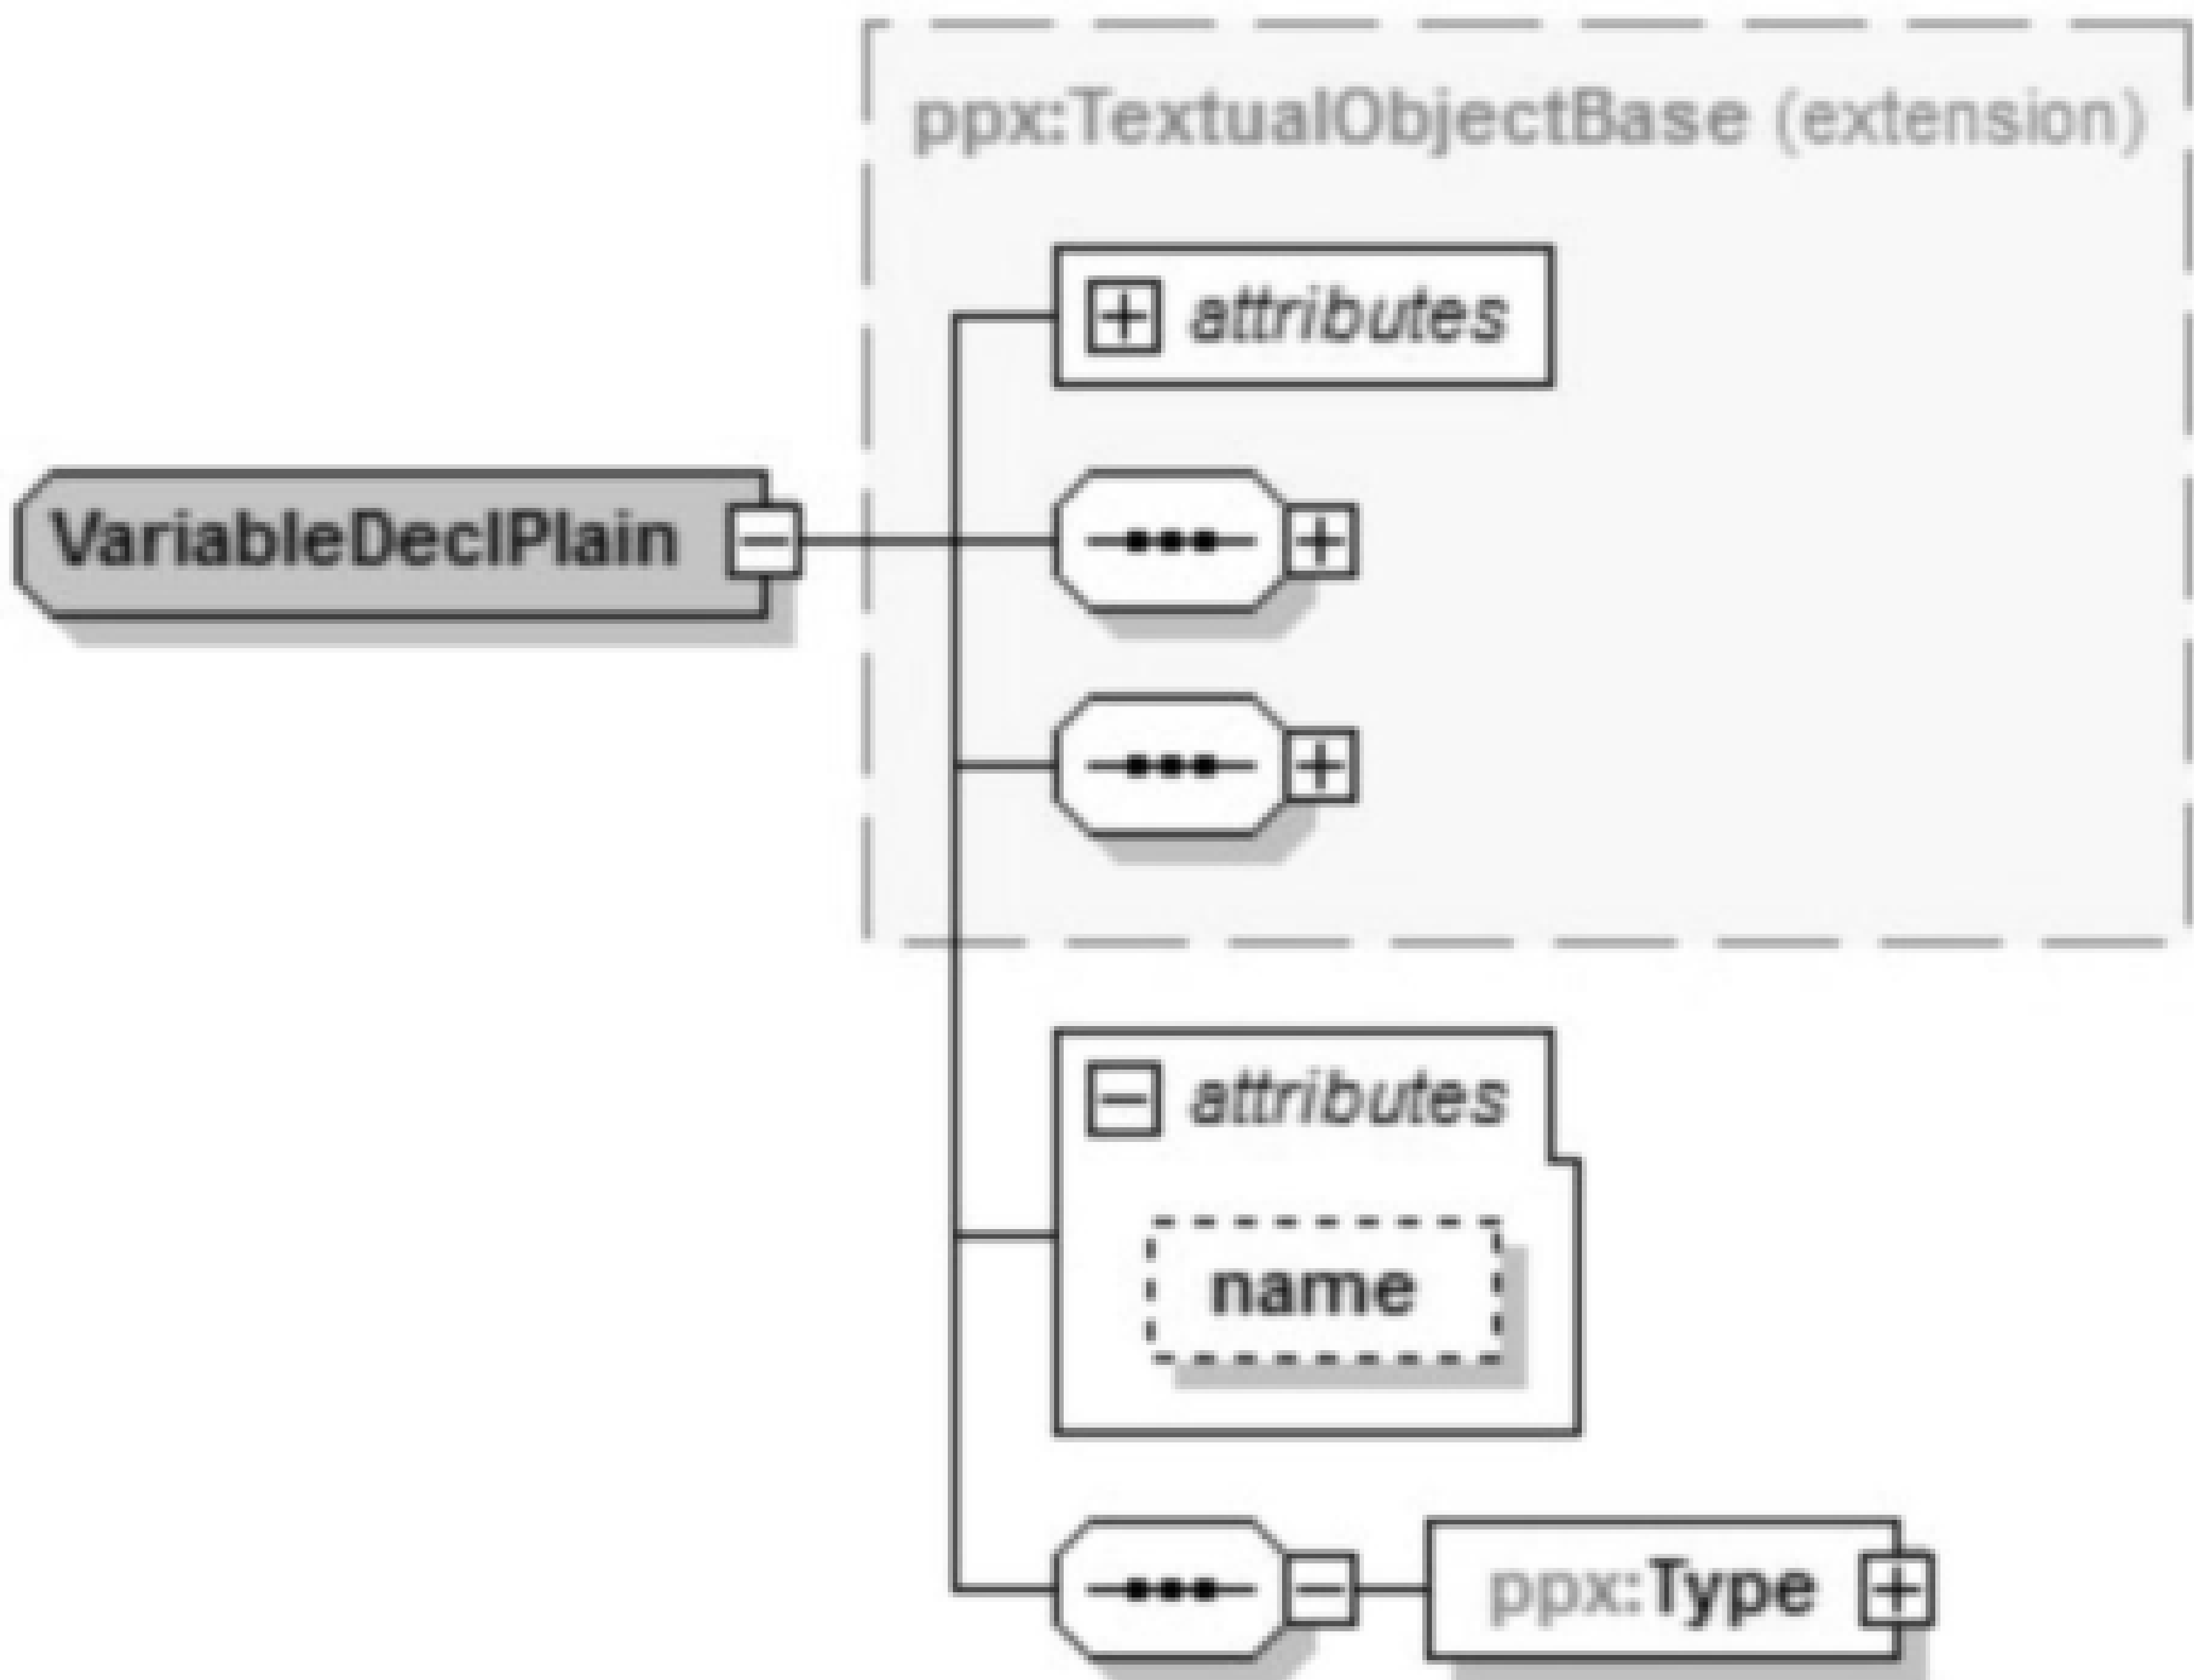 ppx:TextualObjectBase (extension)
attributes
VariableDeclPlain
attributes
name
ppx:Type